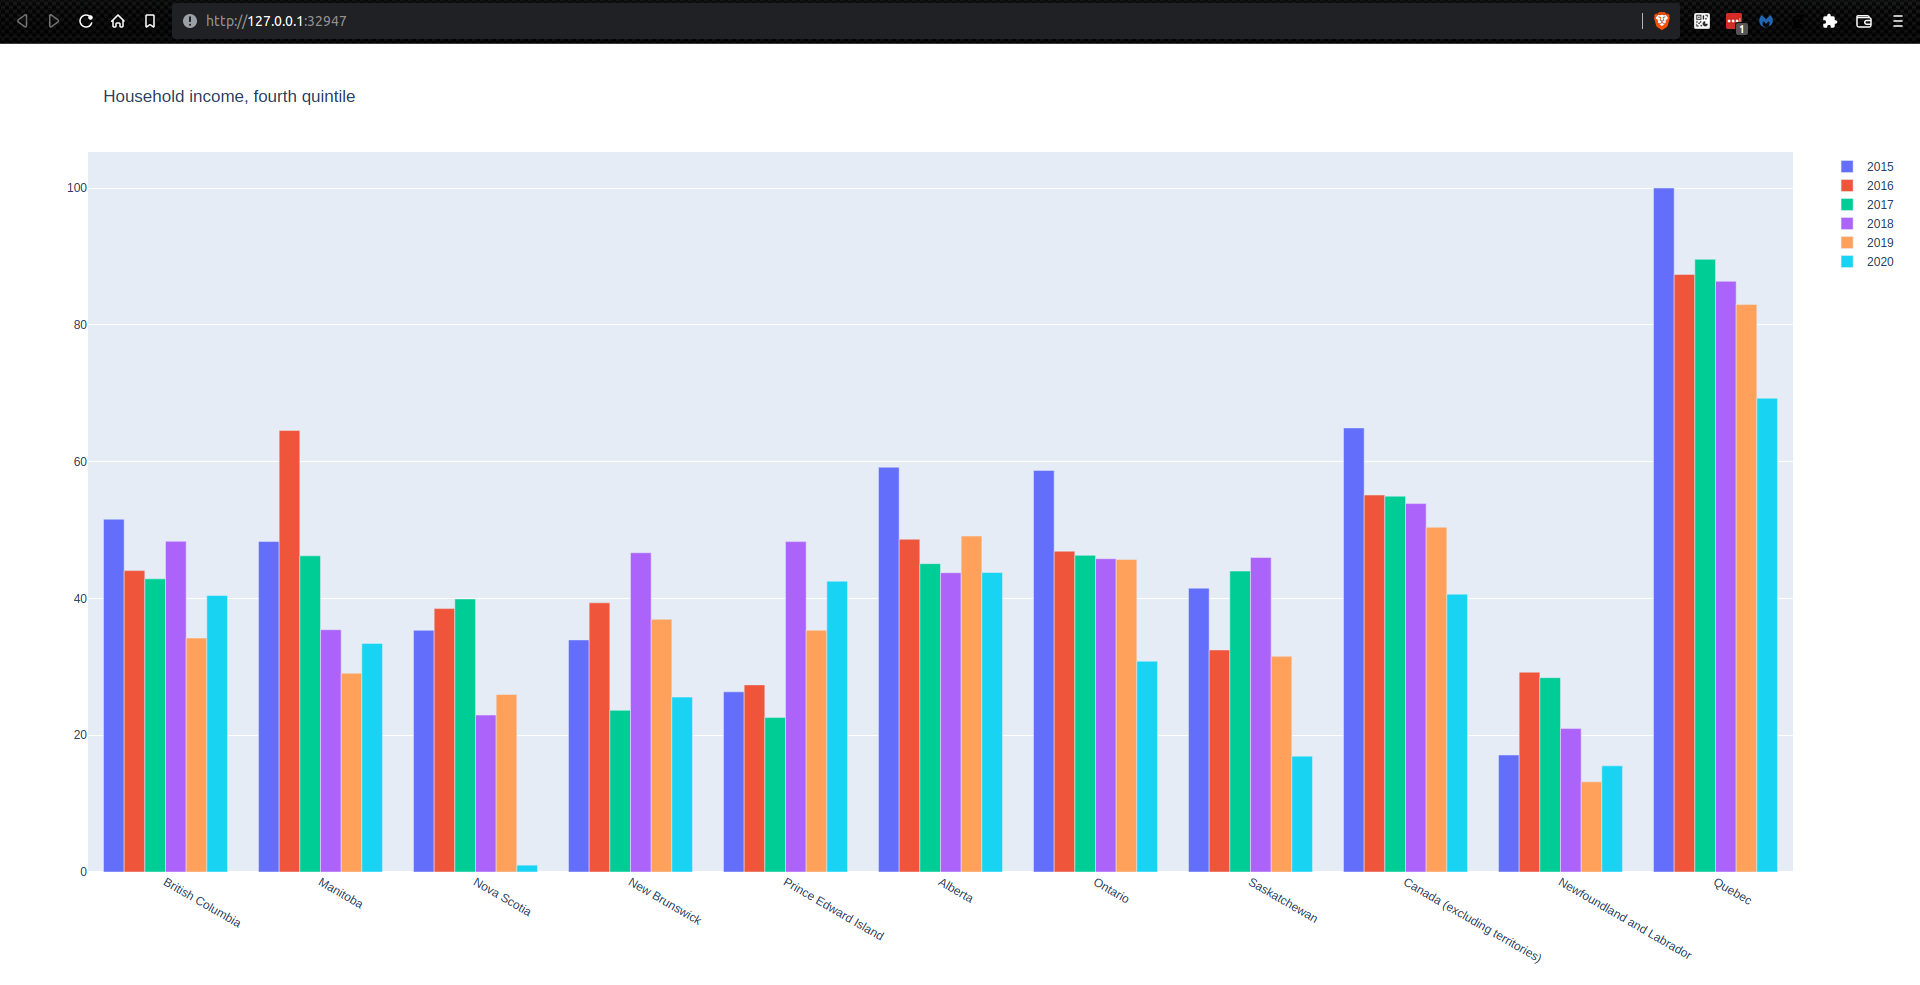 http://127.0.0.1:32947
1
Household income, fourth quintile
2015
2016
2017
2018
2019
2020
100
80
60
40
20
0
British Columbia
Manitoba
Nova Scotia
New Brunswick
Prince Edward Island
Alberta
Ontario
Saskatchewan
Canada (excluding territories)
Newfoundland and Labrador
Quebec